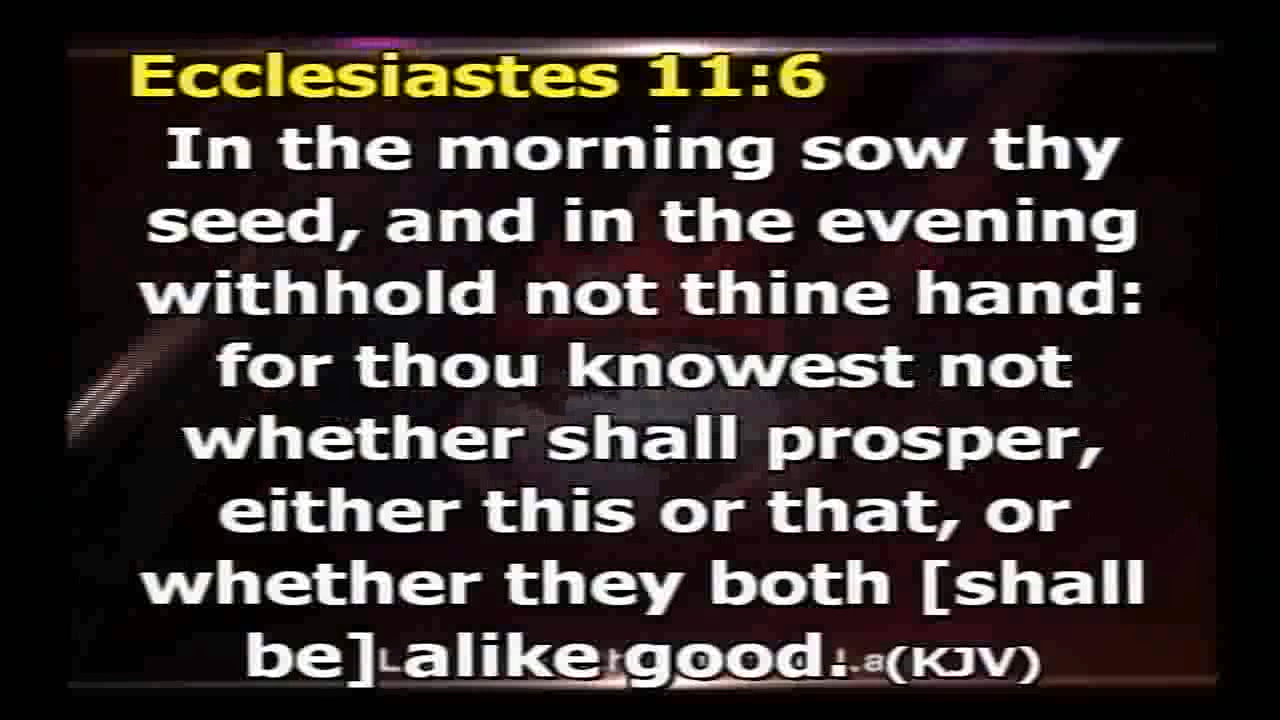 Ecclesiastes 11:6
In the morning sow thy
seed, and in the evening
withhold not thine hand:
for thou knowest not
whether shall prosper,
either this or that, or
whether they both [shall
be] alike good. (KJV)